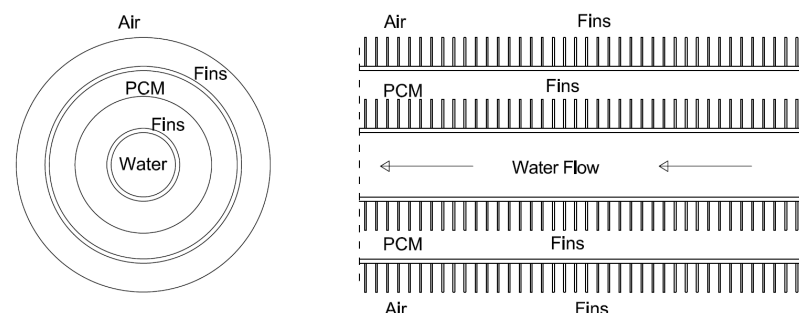 Air
Fins
PCM
Fins
Water
Air Fins
PCM Fins
Water Flow
PCM Fins
Air Fins